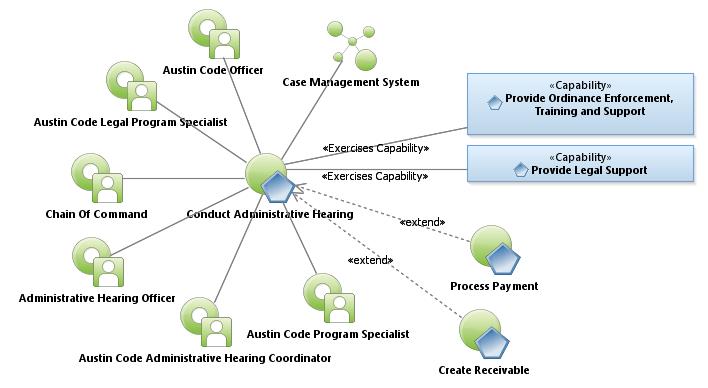 Austin Code Officer
Case Management System
«Capability»
Provide Ordinance Enforcement,
Training and Support
Austin Code Legal Program Specialist
«Exercises Capability»
«Capability»
Provide Legal Support
«Exercises Capability»
Chain Of Command
Conduct Administrative Hearing
«extend»
«extend»
Process Payment
Administrative Hearing Officer
Austin Code Program Specialist
Austin Code Administrative Hearing Coordinator
Create Receivable